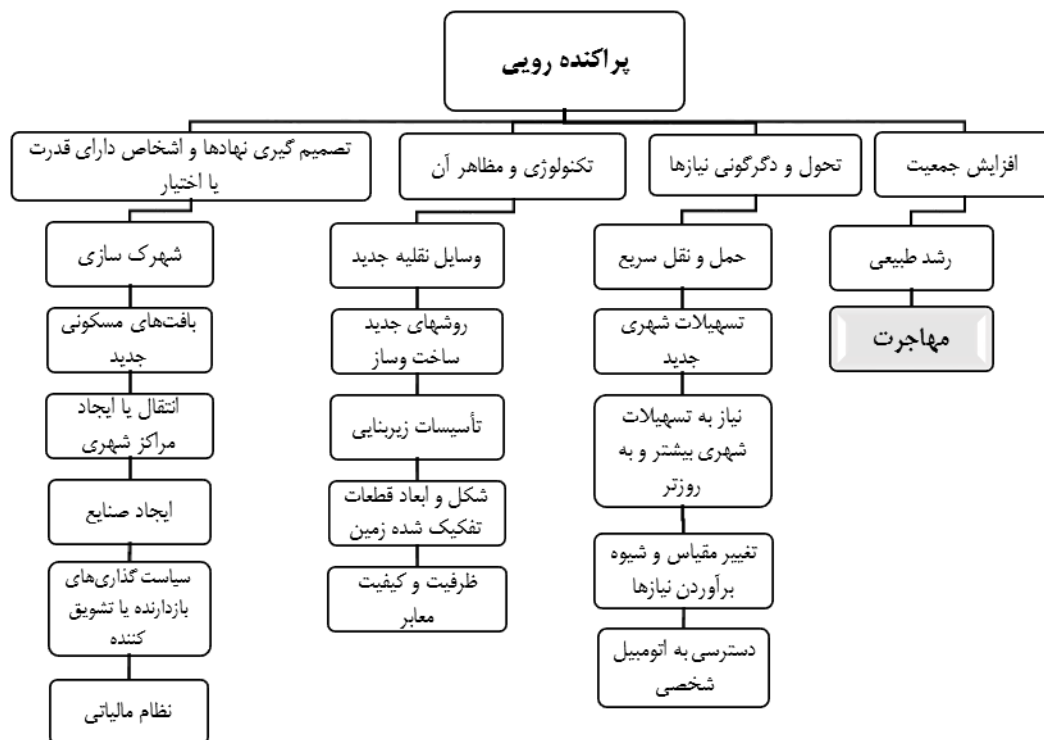 پراکنده رویی
افزایش جمعیت
رشد طبیعی
مهاجرت
تحول و دگرگونی نیازها
حمل و نقل سریع
تسهیلات شهری
جدید
نیاز به تسهیلات
شهری بیشتر و به
روزتر
تغییر مقیاس و شیوه
برآوردن نیازها
دسترسی به اتومبیل
شخصی
تکنولوژی و مظاهر آن
وسایل نقلیه جدید
روشهای جدید
ساخت وساز
تأسیسات زیربنایی
شکل و ابعاد قطعات
تفکیک شده زمین
ظرفیت و کیفیت
معابر
تصمیم گیری نهادها و اشخاص دارای قدرت
یا اختیار
شهرک سازی
بافت‌های مسکونی
جدید
انتقال یا ایجاد
مراکز شهری
ایجاد صنایع
سیاست گذاری‌های
بازدارنده یا تشویق
کننده
نظام مالیاتی